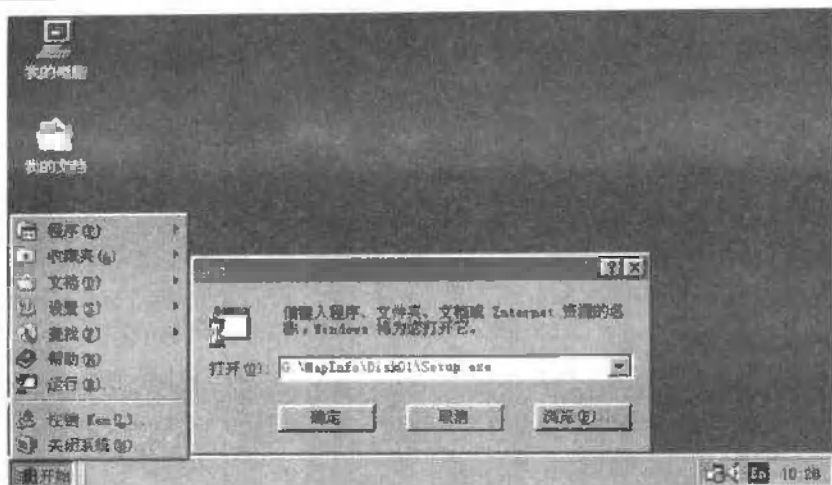 我的电脑
我的文档
程序(P)
收藏夹(A)
文档(D)
设置(S)
查找(F)
帮助(H)
运行(R)
注销 Ken(L)
关闭系统(U)
请键入程序、文件夹、文档或 Internet 资源的名
称，Windows 将为您打开它。
打开(O):
G:\MapInfo\Disk01\Setup.exe
确定
取消
浏览(B)
开始
En
10:28